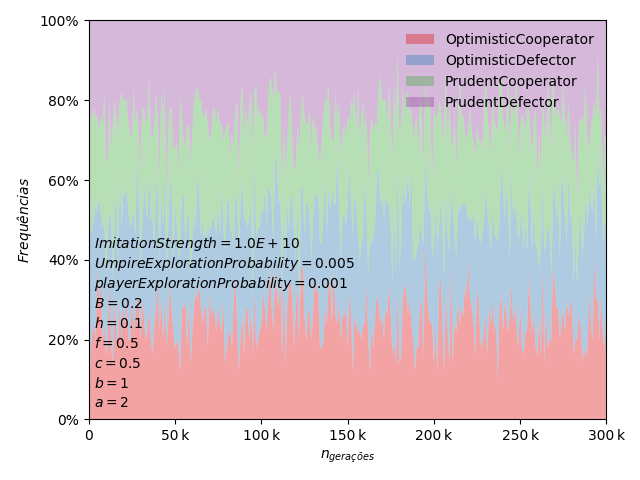 100%
80%
60%
40%
20%
0%
Frequências
OptimisticCooperator
OptimisticDefector
PrudentCooperator
PrudentDefector
ImitationStrength = 1.0E + 10
UmpireExplorationProbability = 0.005
playerExplorationProbability = 0.001
B = 0.2
h = 0.1
f = 0.5
c = 0.5
b = 1
a = 2
0 50 k 100 k 150 k 200 k 250 k 300 k
n gerações